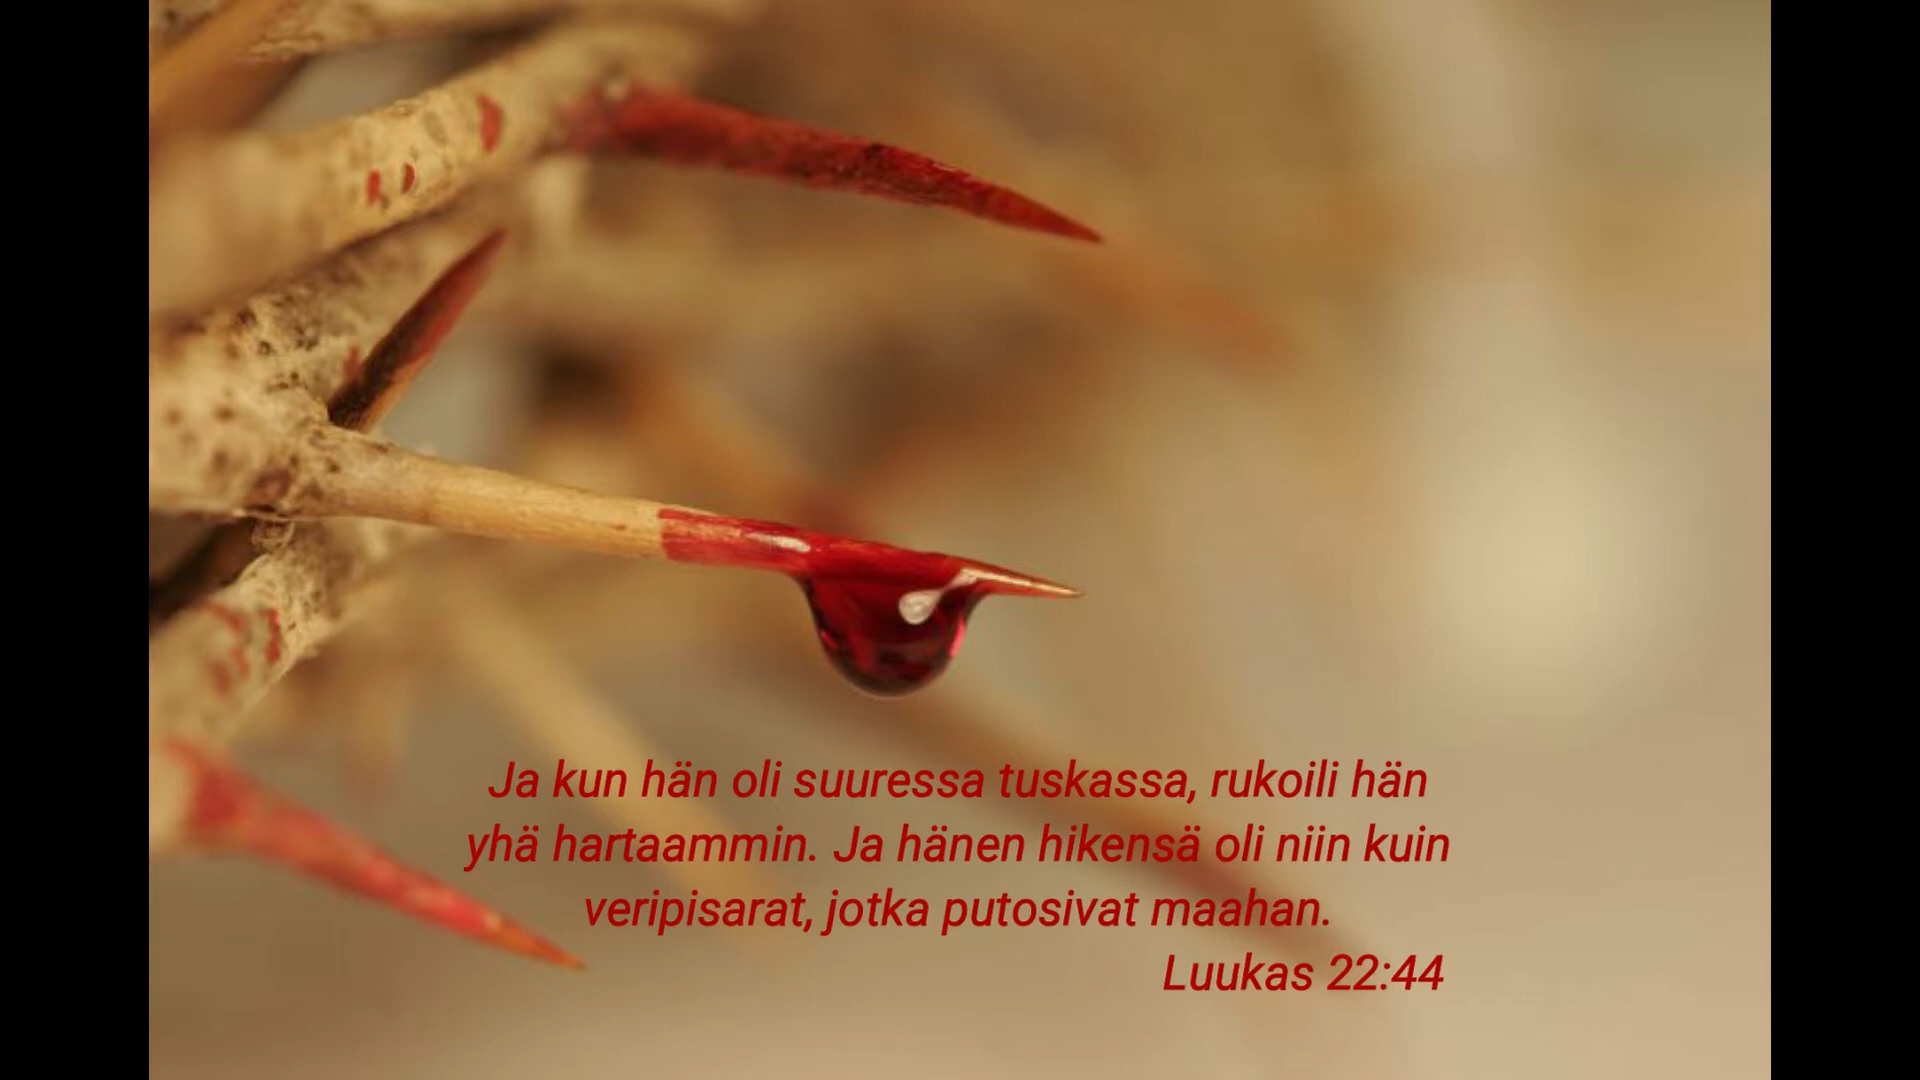 Ja kun hän oli suuressa tuskassa, rukoili hän
yhä hartaammin. Ja hänen hikensä oli niin kuin
veripisarat, jotka putosivat maahan.
Luukas 22:44